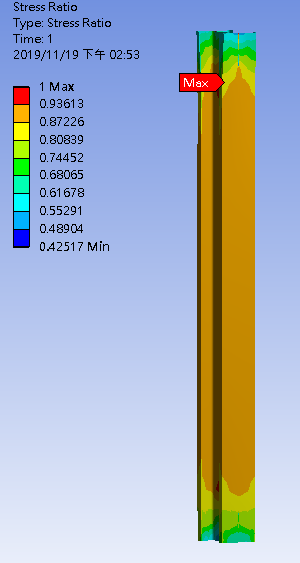 Stress Ratio
Type: Stress Ratio
Time: 1
2019/11/19 下午 02:53
1 Max
0.93613
0.87226
0.80839
0.74452
0.68065
0.61678
0.55291
0.48904
0.42517 Min
Max